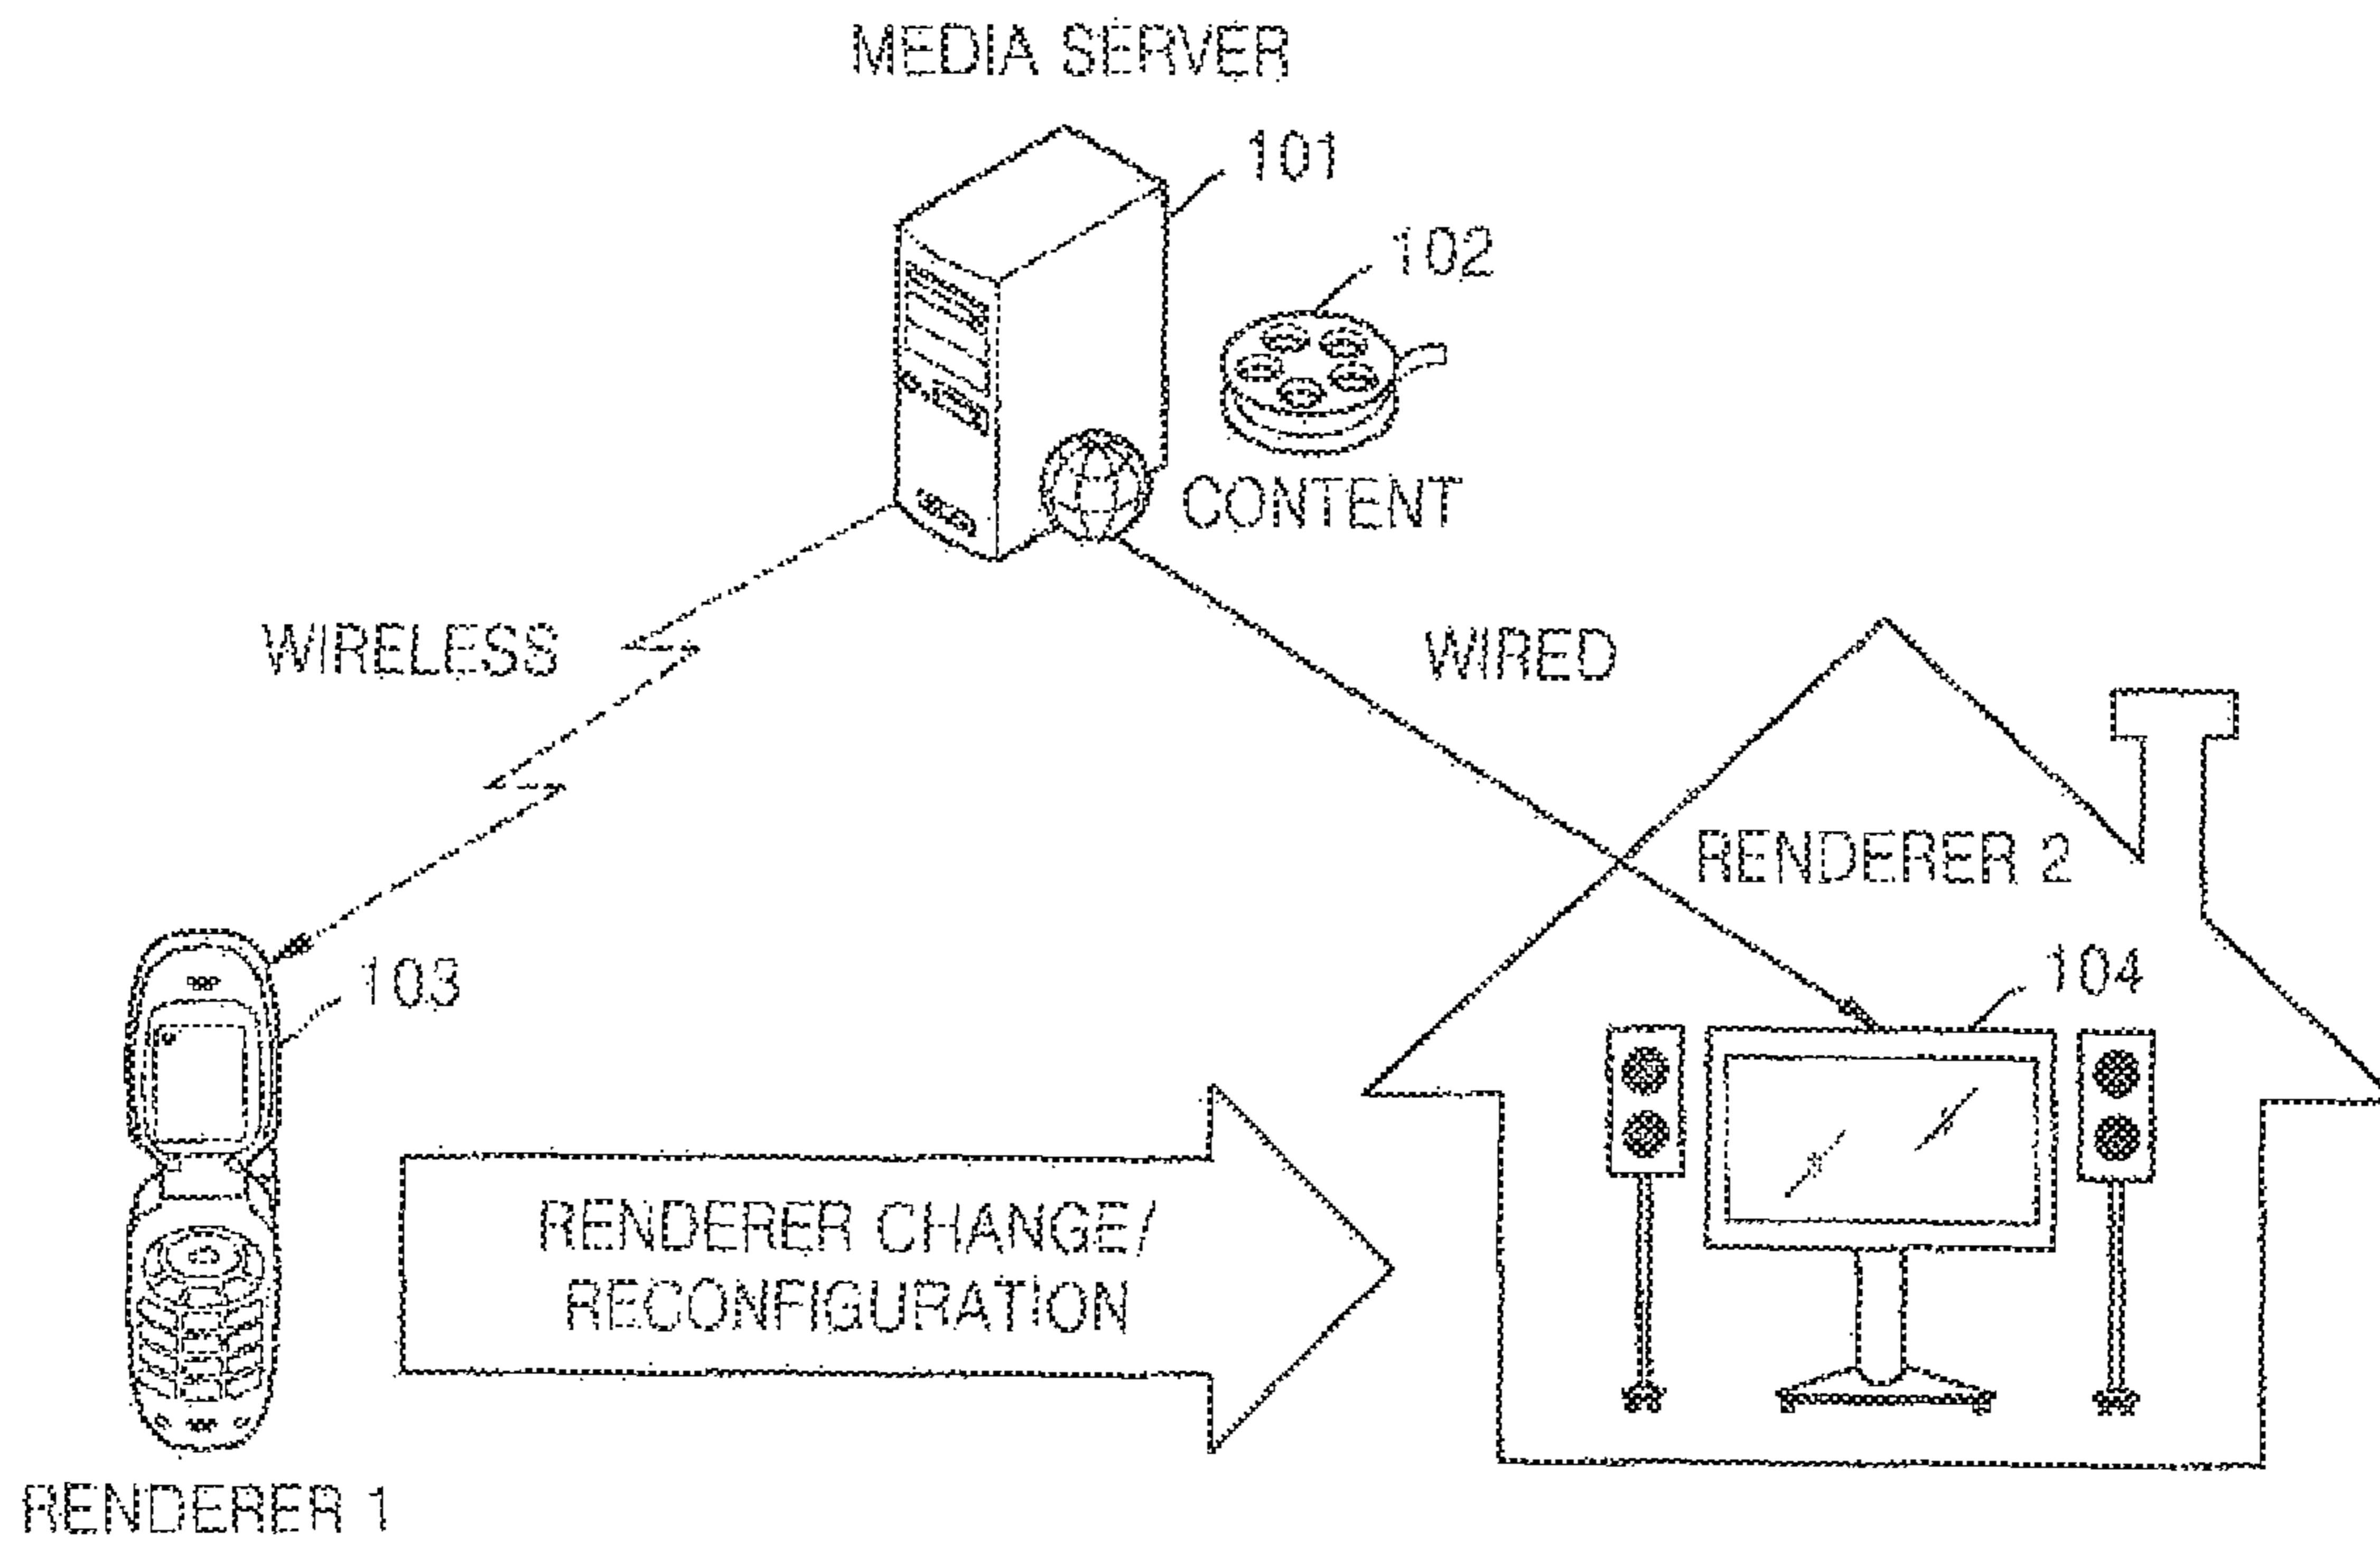 MEDIA SERVER
101
102
CONTENT
WIRELESS
WIRED
RENDERER 2
103
104
RENDERER CHANGE/
RECONFIGURATION
RENDERER 1